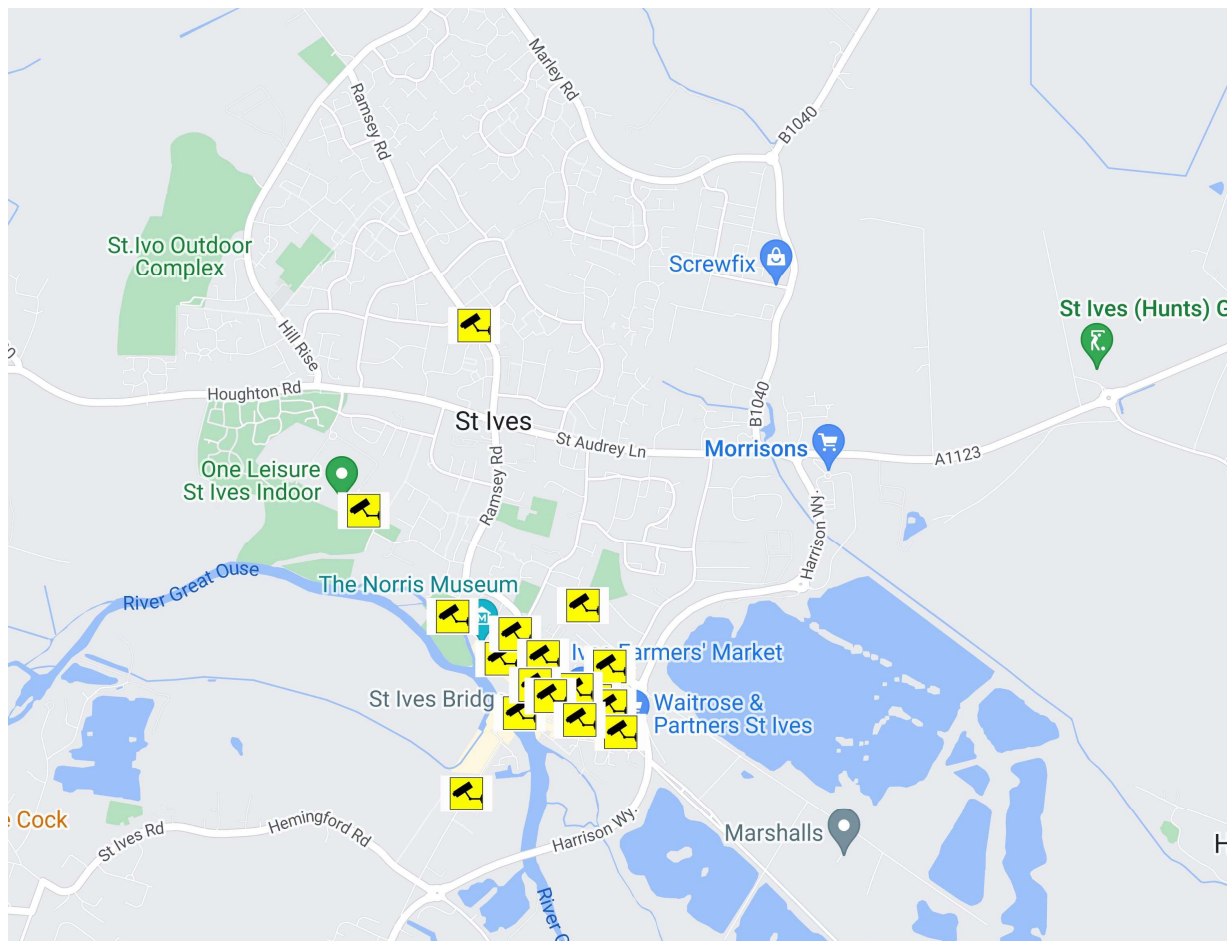 Marley Rd
Ramsey Rd
B1040
St.Ivo Outdoor
Complex
Screwfix
St Ives (Hunts) G
Hill Rise
Houghton Rd
B1040
St Ives
St Audrey Ln
Morrisons
A1123
One Leisure
St Ives Indoor
Ramsey Rd
Harrison Wy.
River Great Ouse
The Norris Museum
M
Farmers' Market
St Ives Bridg
Waitrose &
Partners St Ives
Cock
St Ives Rd
Hemingford Rd
Harrison Wy.
Marshalls
H
River G